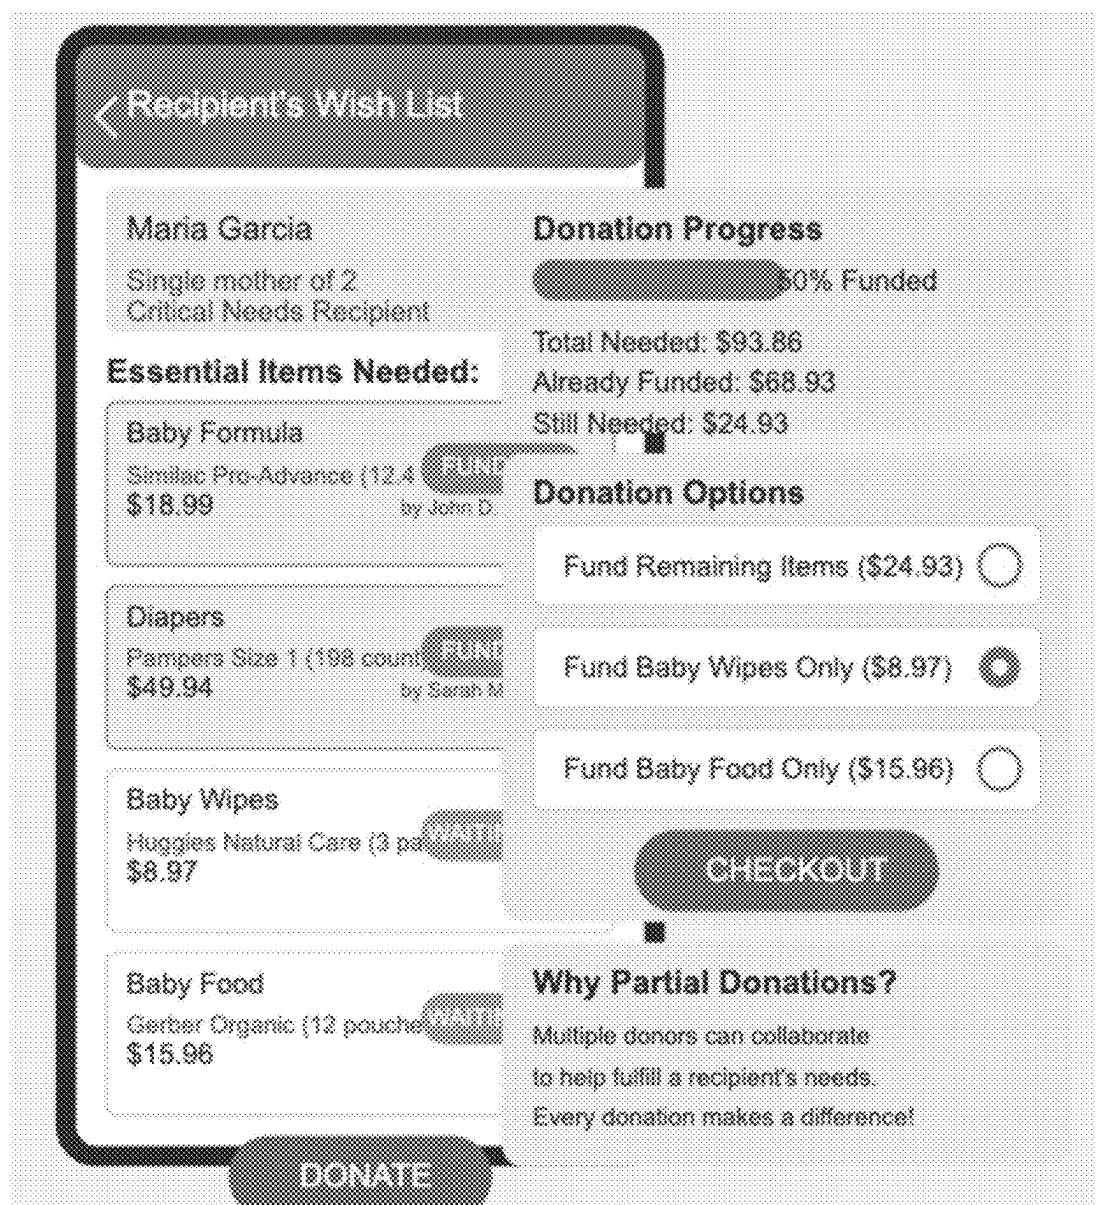 Recipient's Wish List
Maria Garcia
Single mother of 2
Critical Needs Recipient
Essential Items Needed:
Baby Formula
Similac Pro-Advance (12.4
FUN
$18.99
by John D.
Diapers
Pampers Size 1 (198 count
FUN
$49.94
by Sarah M
Baby Wipes
Huggies Natural Care (3 pa
WAITI
$8.97
Baby Food
Gerber Organic (12 pouche
WAITI
$15.96
DONATE
Donation Progress
50% Funded
Total Needed: $93.86
Already Funded: $68.93
Still Needed: $24.93
Donation Options
Fund Remaining Items ($24.93)
Fund Baby Wipes Only ($8.97)
Fund Baby Food Only ($15.96)
CHECKOUT
Why Partial Donations?
Multiple donors can collaborate
to help fulfill a recipient's needs.
Every donation makes a difference!